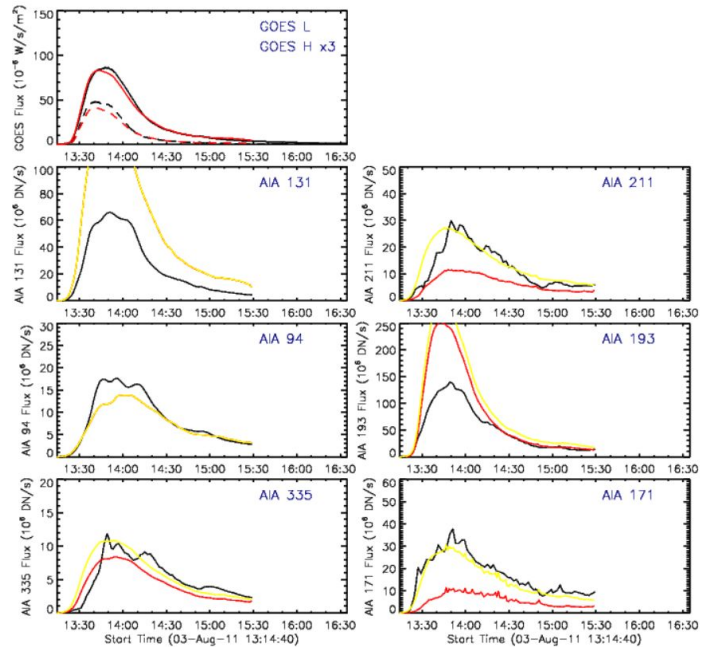 GOES Flux (10⁻⁶ W/s/m²)
150
100
50
0
GOES L
GOES H x3
13:30 14:00 14:30 15:00 15:30 16:00 16:30
AIA 131 Flux (10⁶ DN/s)
100
80
60
40
20
0
AIA 131
13:30 14:00 14:30 15:00 15:30 16:00 16:30
AIA 211 Flux (10⁶ DN/s)
50
40
30
20
10
0
AIA 211
13:30 14:00 14:30 15:00 15:30 16:00 16:30
AIA 94 Flux (10⁶ DN/s)
30
25
20
15
10
5
0
AIA 94
13:30 14:00 14:30 15:00 15:30 16:00 16:30
AIA 193 Flux (10⁶ DN/s)
250
200
150
100
50
AIA 193
13:30 14:00 14:30 15:00 15:30 16:00 16:30
AIA 335 Flux (10⁶ DN/s)
20
15
10
5
0
AIA 335
13:30 14:00 14:30 15:00 15:30 16:00 16:30
Start Time (03-Aug-11 13:14:40)
AIA 171 Flux (10⁶ DN/s)
50
40
30
20
10
0
AIA 171
13:30 14:00 14:30 15:00 15:30 16:00 16:30
Start Time (03-Aug-11 13:14:40)